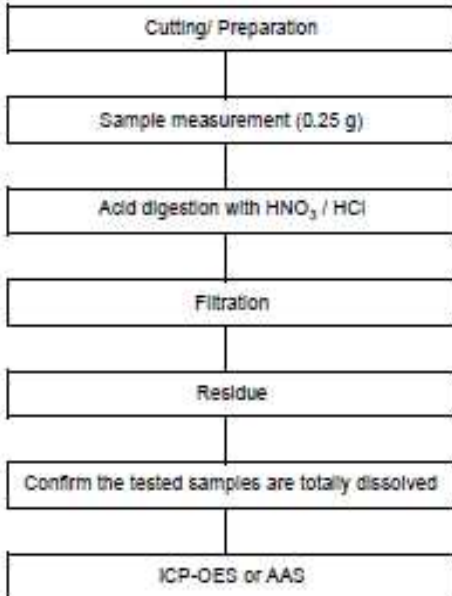 Cutting/ Preparation
Sample measurement (0.25 g)
Acid digestion with HNO₃ / HCl
Filtration
Residue
Confirm the tested samples are totally dissolved
ICP-OES or AAS